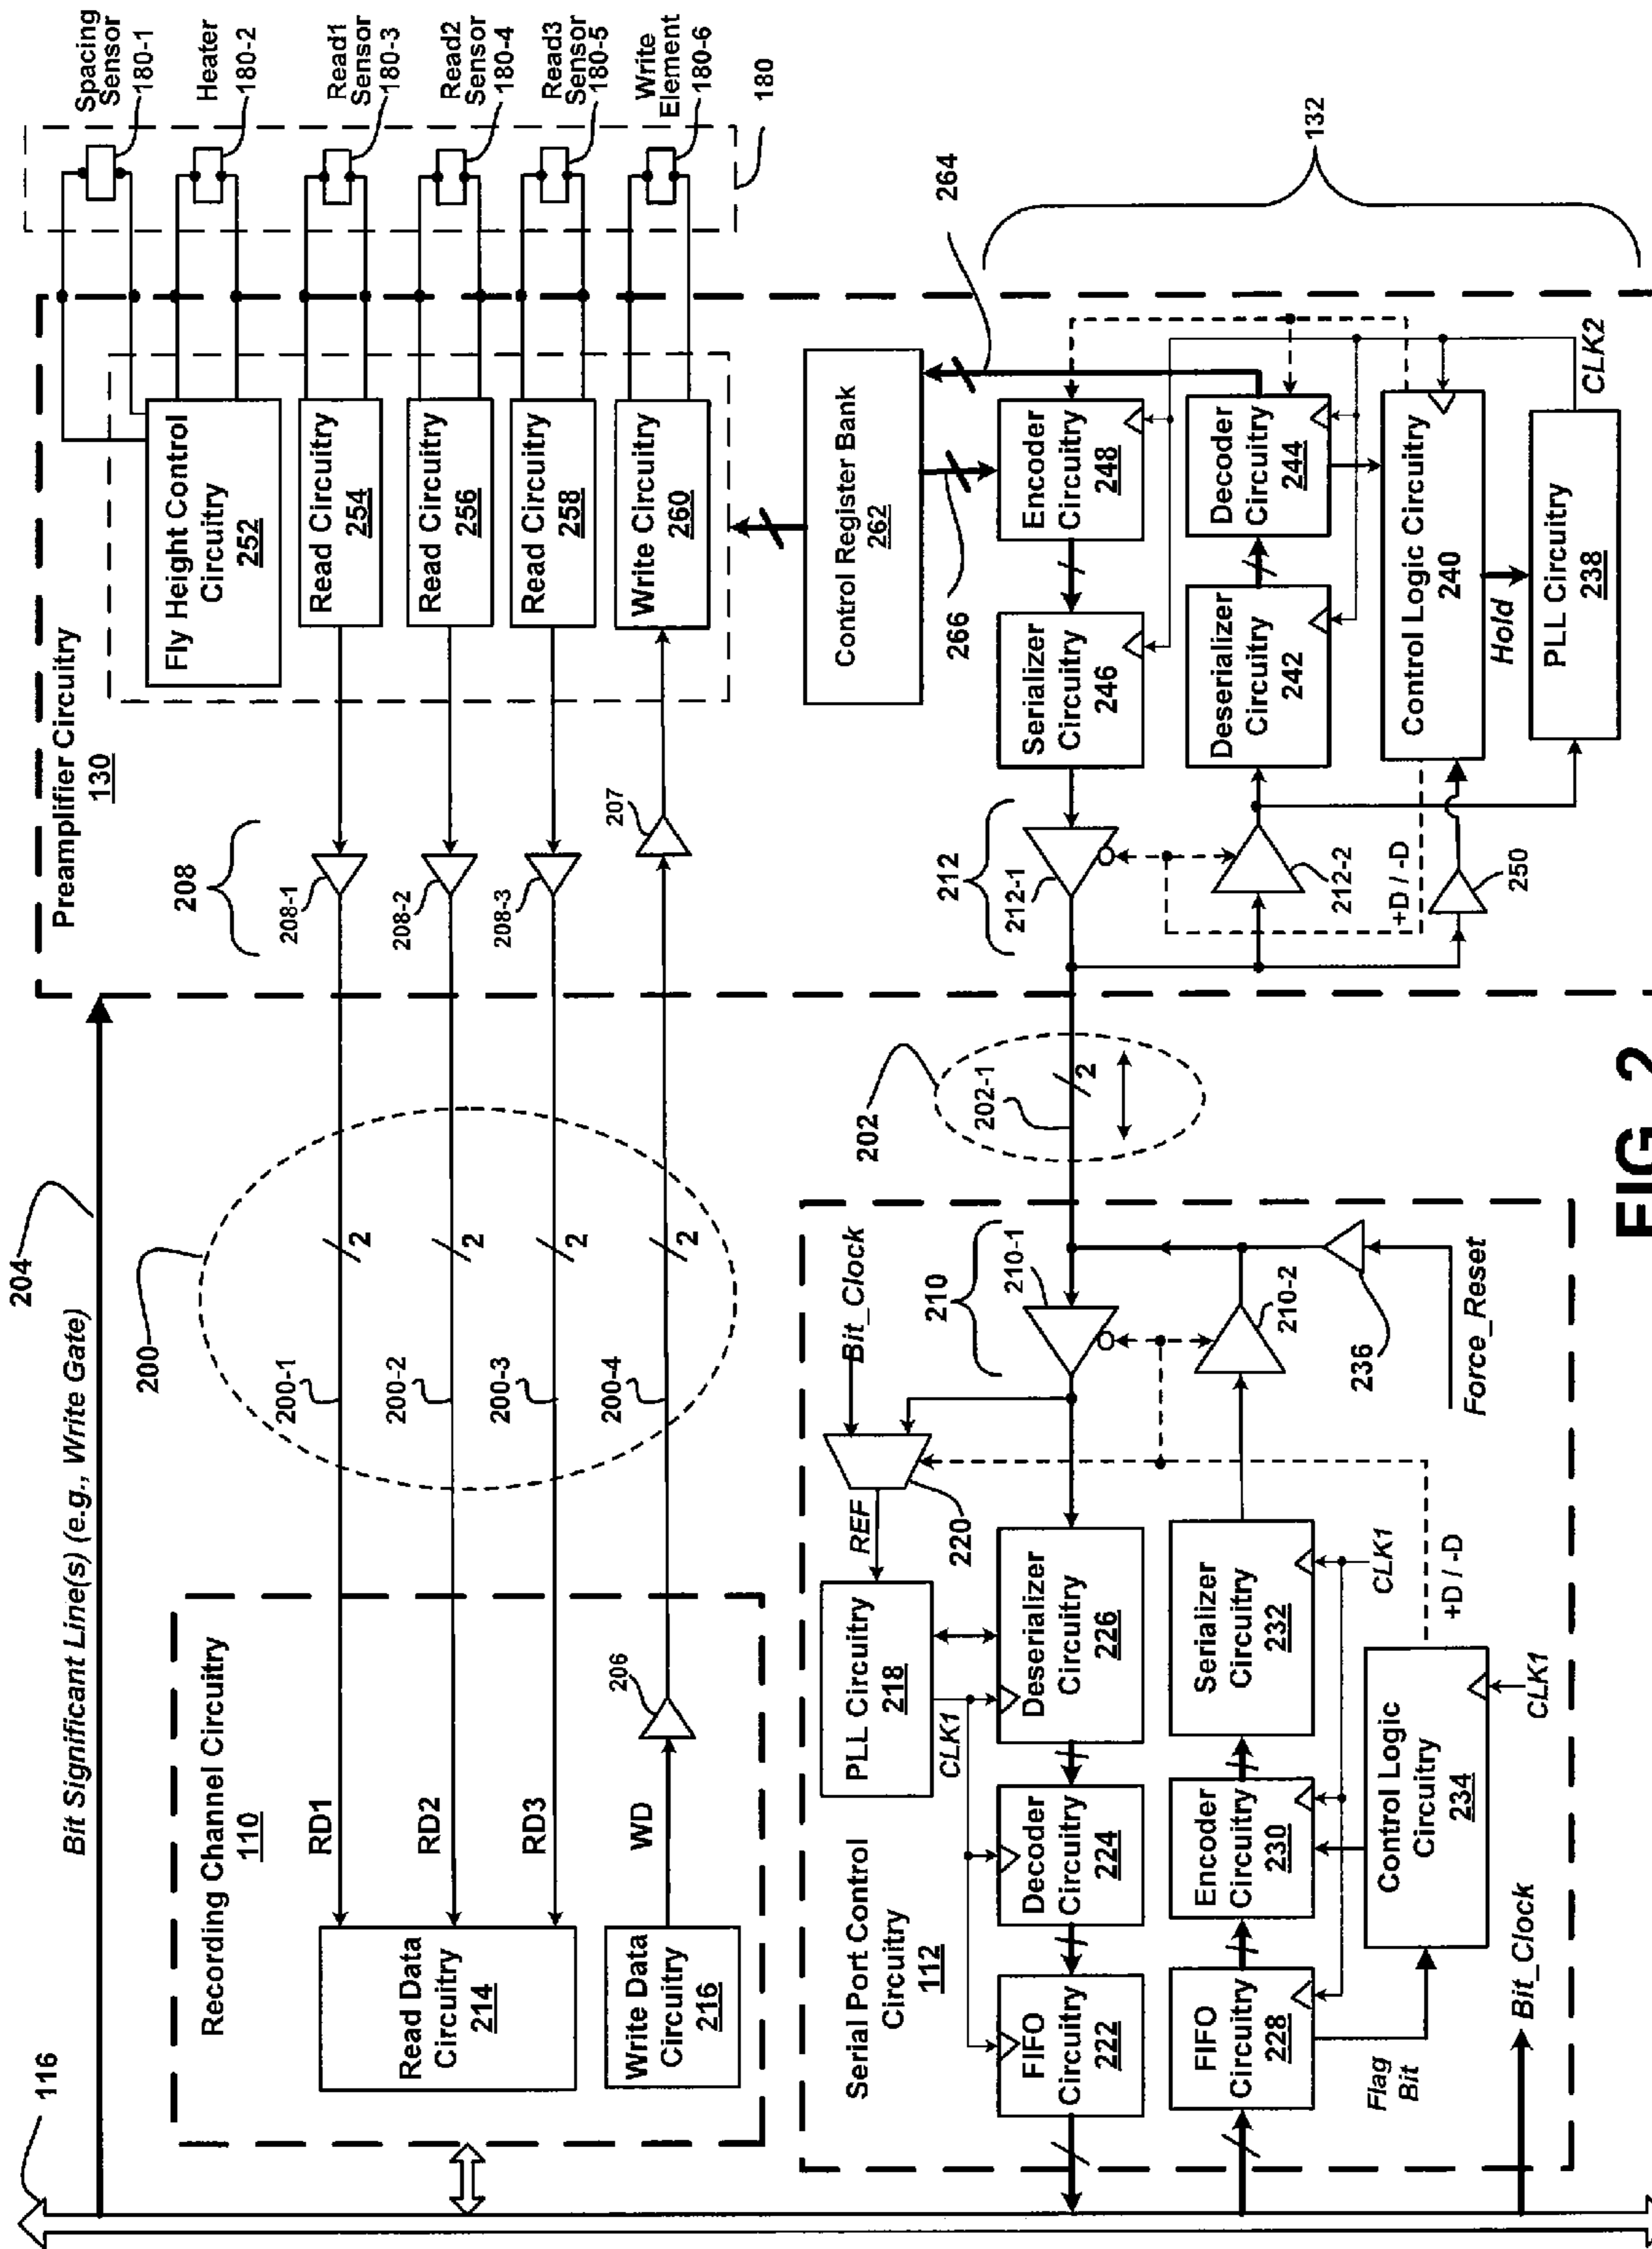 116
204
Bit Significant Line(s) (e.g., Write Gate)
Recording Channel Circuitry
110
Read Data
Circuitry
214
Write Data
Circuitry
216
RD1
RD2
RD3
WD
206
200
200-1
200-2
200-3
200-4
2
2
2
2
Preamplifier Circuitry
130
208
208-1
208-2
208-3
207
Fly Height Control
Circuitry
252
Read Circuitry
254
Read Circuitry
256
Read Circuitry
258
Write Circuitry
260
Spacing
Sensor
180-1
Heater
180-2
Read1
Sensor
180-3
Read2
Sensor
180-4
Read3
Sensor
180-5
Write
Element
180-6
180
Control Register Bank
262
264
266
132
Serial Port Control
Circuitry
112
FIFO
Circuitry
222
Decoder
Circuitry
224
Deserializer
Circuitry
226
PLL Circuitry
218
CLK1
REF
220
Bit_Clock
210
210-1
210-2
236
Force_Reset
FIFO
Circuitry
228
Encoder
Circuitry
230
Serializer
Circuitry
232
CLK1
Flag
Bit
Control Logic
Circuitry
234
+D / -D
CLK1
Bit_Clock
202
202-1
2
212
212-1
212-2
+D / -D
250
Serializer
Circuitry
246
Encoder
Circuitry
248
Deserializer
Circuitry
242
Decoder
Circuitry
244
Control Logic Circuitry
240
Hold
PLL Circuitry
238
CLK2
FIG. 2